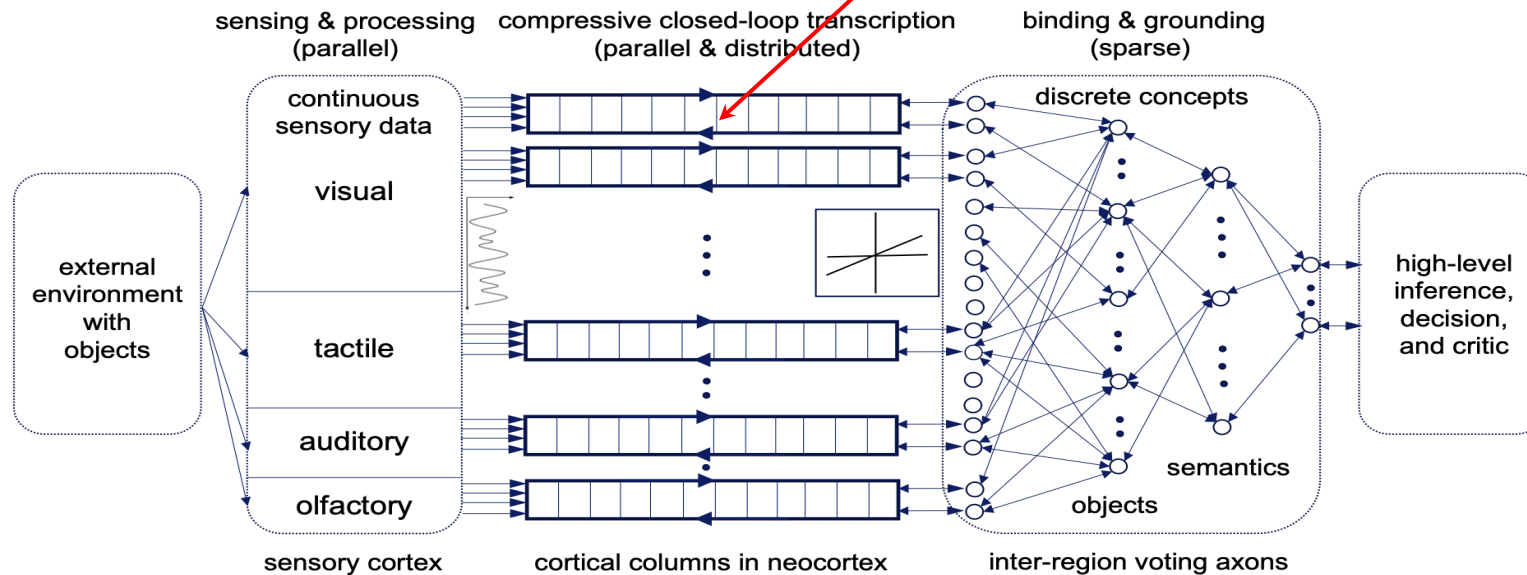 sensing & processing
(parallel)
compressive closed-loop transcription
(parallel & distributed)
binding & grounding
(sparse)
external
environment
with
objects
continuous
sensory data
visual
tactile
auditory
olfactory
discrete concepts
semantics
objects
high-level
inference,
decision,
and critic
sensory cortex
cortical columns in neocortex
inter-region voting axons